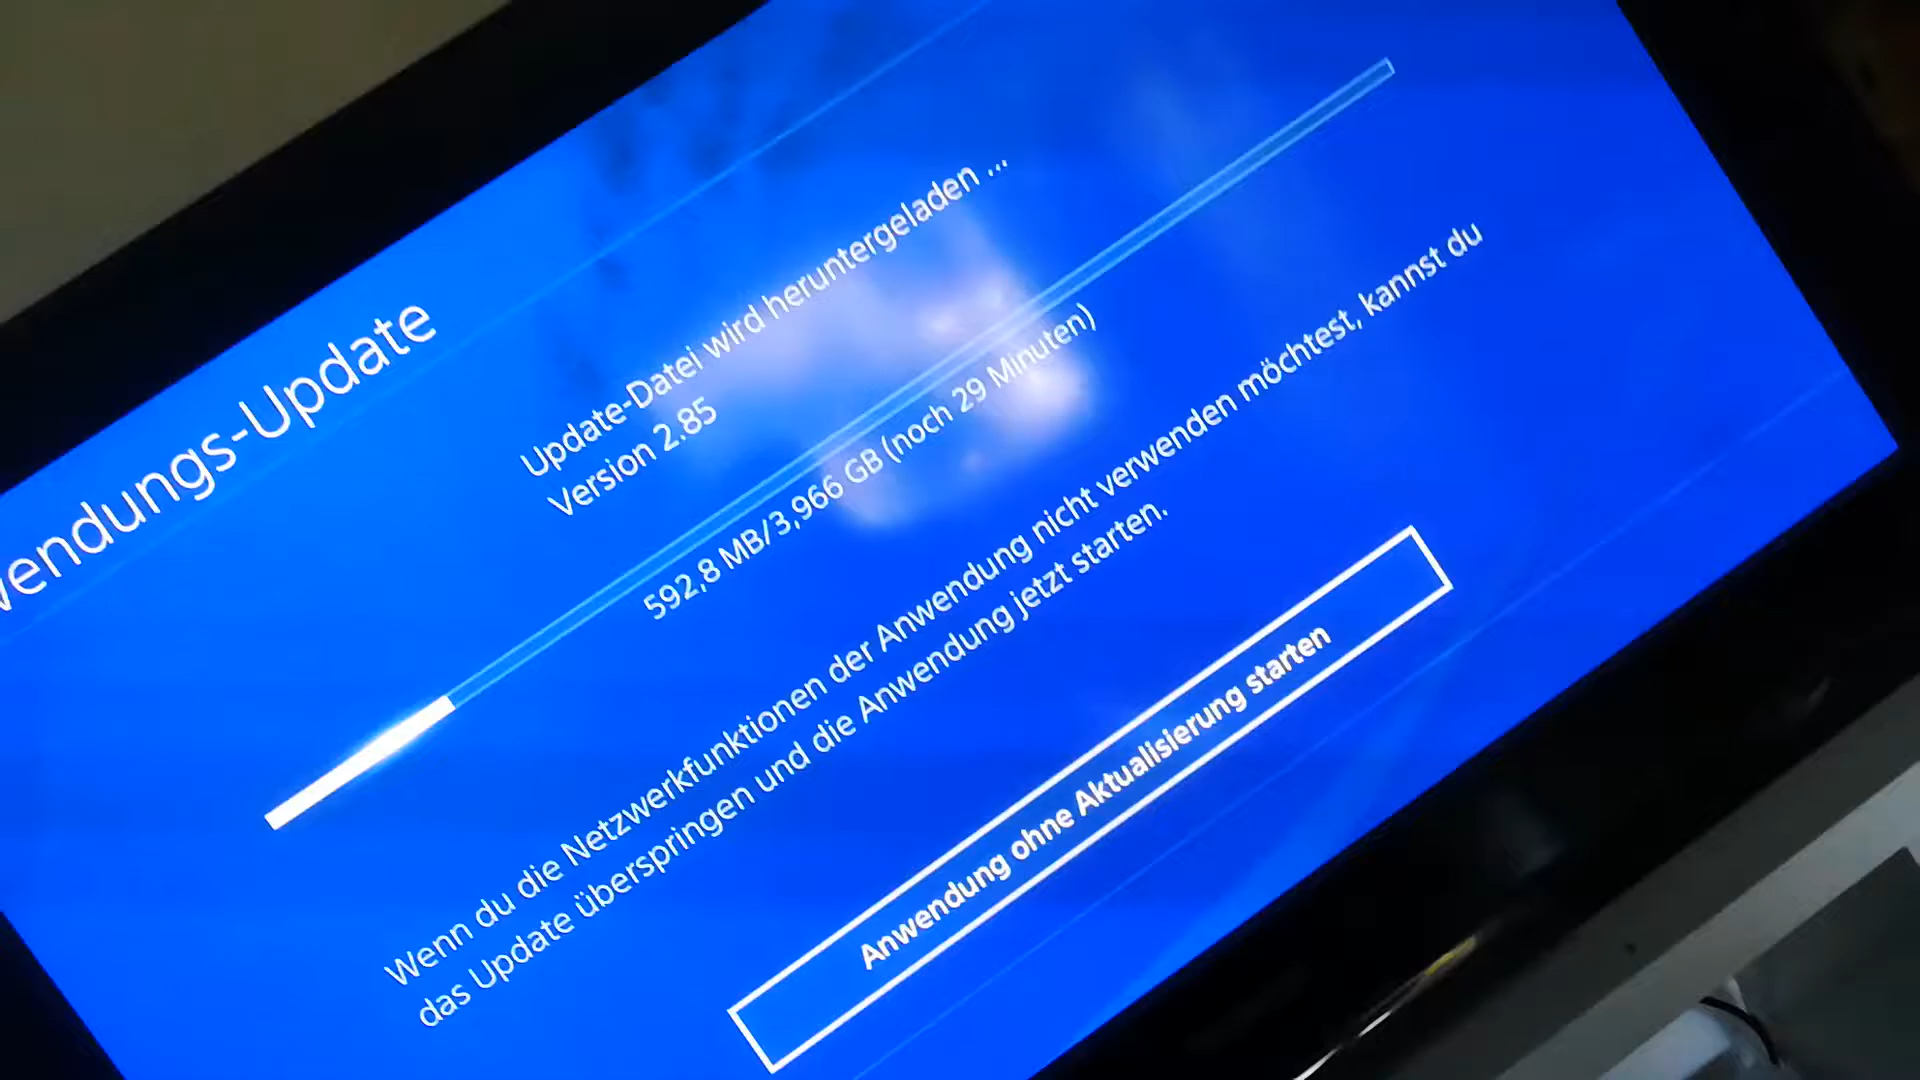 wendungs-Update
Update-Datei wird heruntergeladen ...
Version 2.85
592,8 MB/3,966 GB (noch 29 Minuten)
Wenn du die Netzwerkfunktionen der Anwendung nicht verwenden möchtest, kannst du
das Update überspringen und die Anwendung jetzt starten.
Anwendung ohne Aktualisierung starten